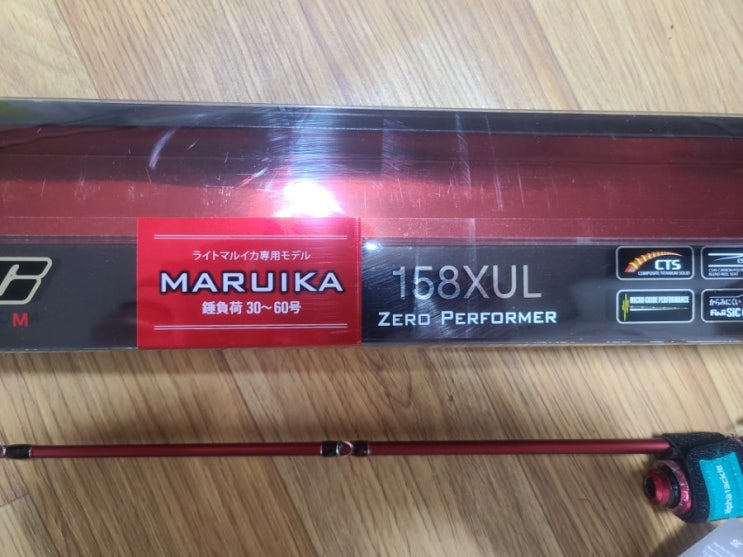 ライトマルイカ専用モデル
MARUIKA
錘負荷 30〜60号
158XUL
ZERO PERFORMER
CTS
COMPOSITE TITANIUM SOLID
MICRO GUIDE PERFORMANCE
からみにくい
Fuji SiC
M
alphatackle